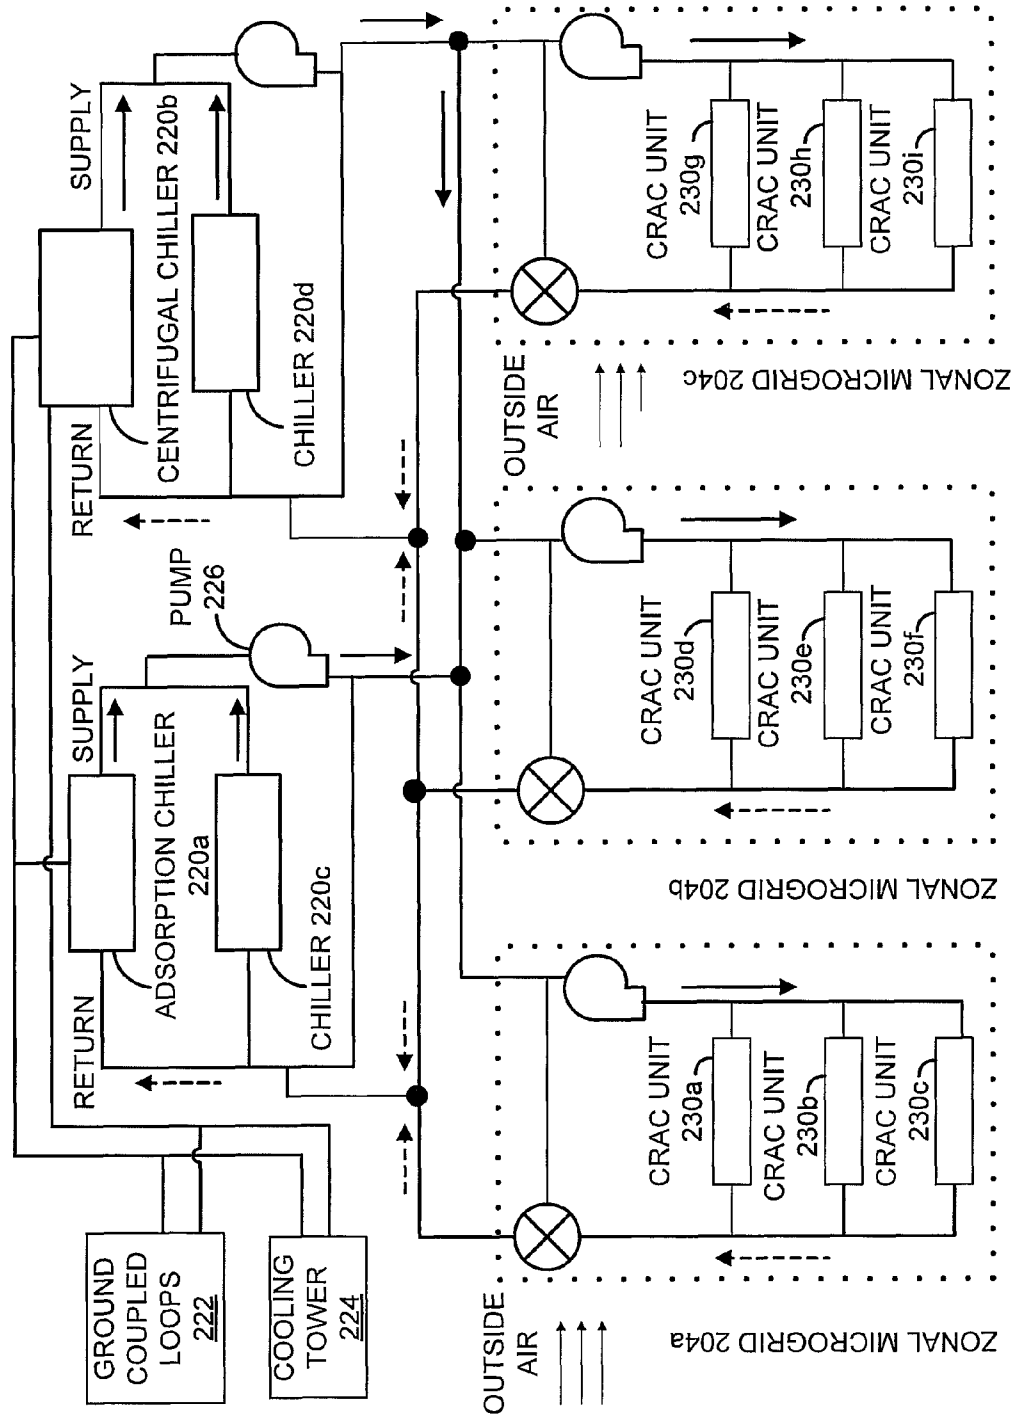 GROUND
COUPLED
LOOPS
222
COOLING
TOWER
224
RETURN
ADSORPTION CHILLER
220a
CHILLER 220c
SUPPLY
PUMP
226
RETURN
CENTRIFUGAL CHILLER 220b
CHILLER 220d
SUPPLY
OUTSIDE
AIR
CRAC UNIT
230a
CRAC UNIT
230b
CRAC UNIT
230c
ZONAL MICROGRID 204a
CRAC UNIT
230d
CRAC UNIT
230e
CRAC UNIT
230f
ZONAL MICROGRID 204b
OUTSIDE
AIR
CRAC UNIT
230g
CRAC UNIT
230h
CRAC UNIT
230i
ZONAL MICROGRID 204c